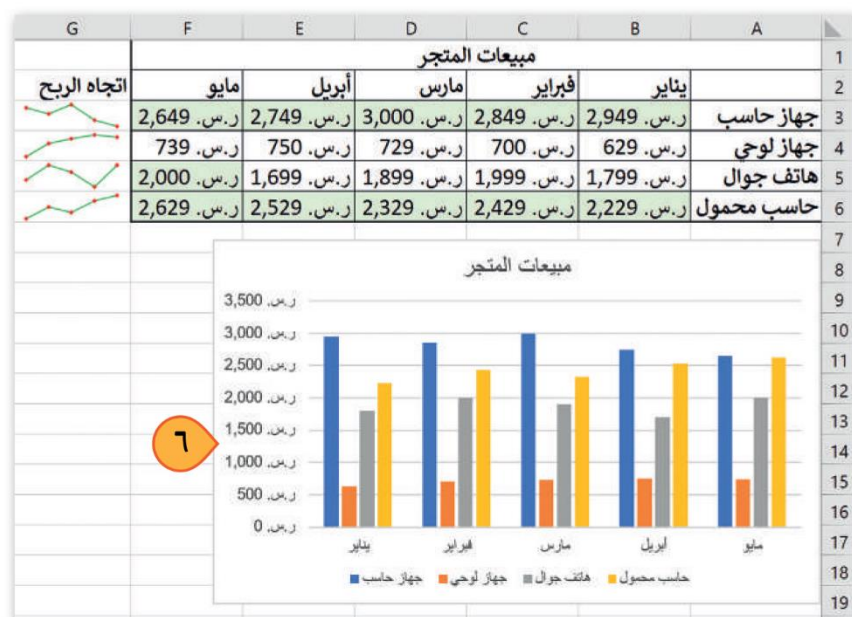 G F E D C B A
1 مبيعات المتجر
2 يناير فبراير مارس أبريل مايو اتجاه الربح
3 جهاز حاسب ر.س. 2,949 ر.س. 2,849 ر.س. 3,000 ر.س. 2,749 ر.س. 2,649
4 جهاز لوحي ر.س. 629 ر.س. 700 ر.س. 729 ر.س. 750 ر.س. 739
5 هاتف جوال ر.س. 1,799 ر.س. 1,999 ر.س. 1,899 ر.س. 1,699 ر.س. 2,000
6 حاسب محمول ر.س. 2,229 ر.س. 2,429 ر.س. 2,329 ر.س. 2,529 ر.س. 2,629
7
8 مبيعات المتجر
9 ر.س. 3,500
10 ر.س. 3,000
11 ر.س. 2,500
12 ر.س. 2,000
13 ر.س. 1,500
٦
14 ر.س. 1,000
15 ر.س. 500
16 ر.س. 0
17 يناير فبراير مارس أبريل مايو
18 جهاز حاسب جهاز لوحي هاتف جوال حاسب محمول
19